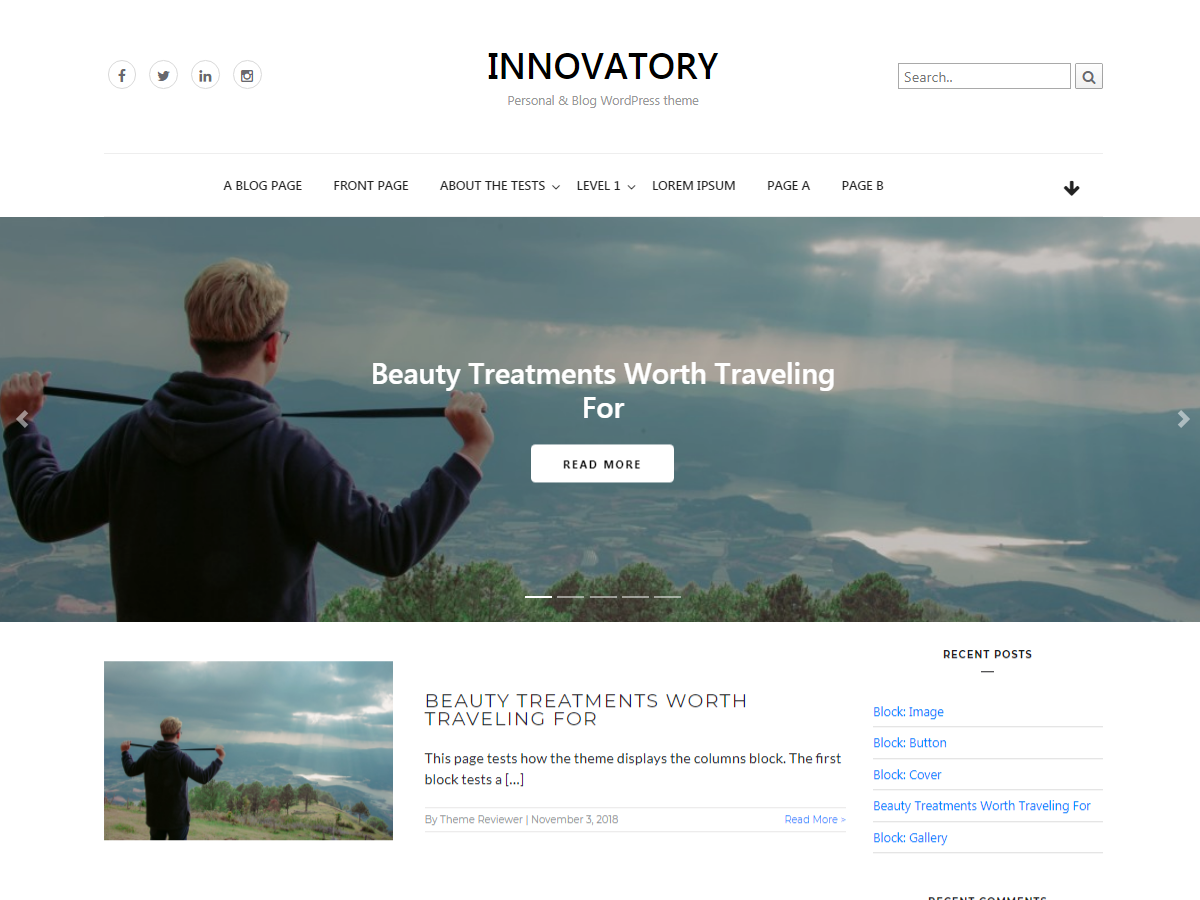 INNOVATORY
Personal & Blog WordPress theme
Search..
A BLOG PAGE
FRONT PAGE
ABOUT THE TESTS
LEVEL 1
LOREM IPSUM
PAGE A
PAGE B
Beauty Treatments Worth Traveling
For
READ MORE
BEAUTY TREATMENTS WORTH
TRAVELING FOR
This page tests how the theme displays the columns block. The first
block tests a [...]
By Theme Reviewer | November 3, 2018
Read More >
RECENT POSTS
Block: Image
Block: Button
Block: Cover
Beauty Treatments Worth Traveling For
Block: Gallery
RECENT COMMENTS